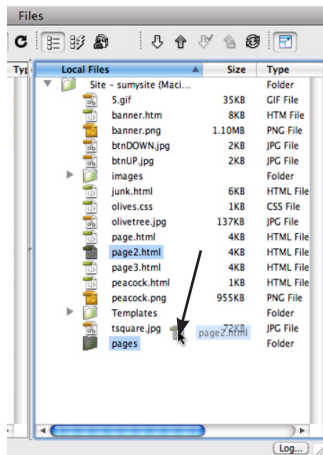 Files
Typ Local Files Size Type
Site – sumysite (Maci... Folder
5.gif 35KB GIF File
banner.htm 8KB HTM File
banner.png 1.10MB PNG File
btnDOWN.jpg 2KB JPG File
btnUP.jpg 2KB JPG File
images Folder
junk.html 6KB HTML File
olives.css 1KB CSS File
olivetree.jpg 137KB JPG File
page.html 4KB HTML File
page2.html 4KB HTML File
page3.html 4KB HTML File
peacock.html 1KB HTML File
peacock.png 955KB PNG File
Templates Folder
tsquare.jpg 72KB JPG File
page2.html
pages Folder
Log...